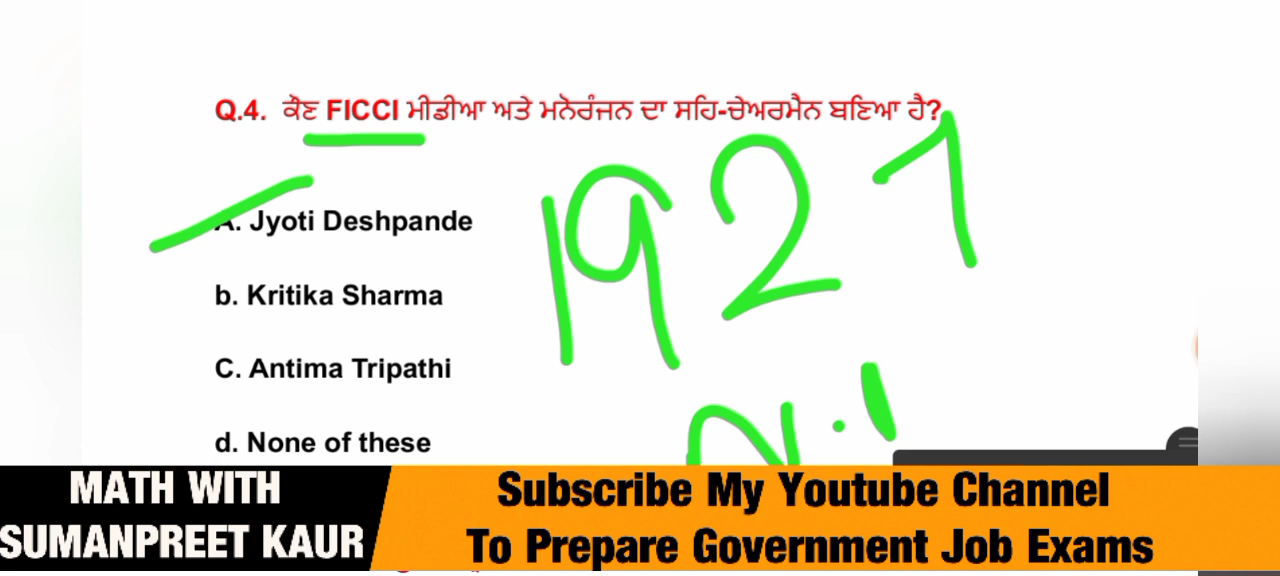 Q.4. ਕੌਣ FICCI ਮੀਡੀਆ ਅਤੇ ਮਨੋਰੰਜਨ ਦਾ ਸਹਿ-ਚੇਅਰਮੈਨ ਬਣਿਆ ਹੈ?
1927
A. Jyoti Deshpande
b. Kritika Sharma
C. Antima Tripathi
d. None of these
MATH WITH
SUMANPREET KAUR
Subscribe My Youtube Channel
To Prepare Government Job Exams